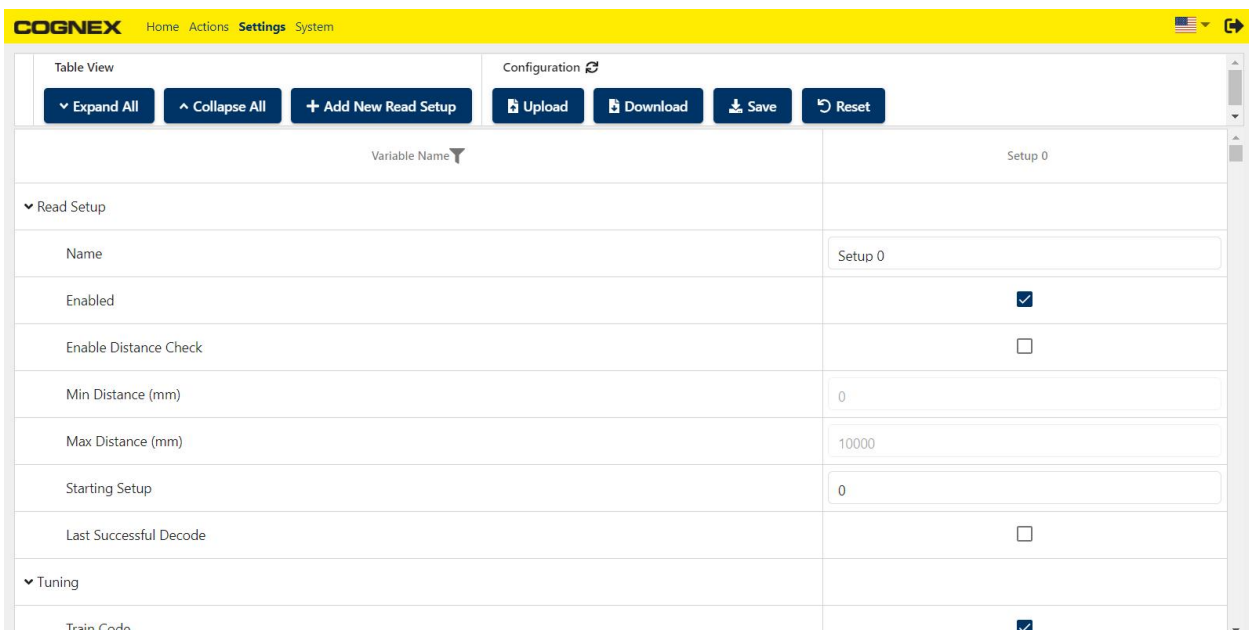 COGNEX Home Actions Settings System
Table View
Configuration
Expand All
Collapse All
+ Add New Read Setup
Upload
Download
Save
Reset
Variable Name
Setup 0
Read Setup
Name
Setup 0
Enabled
Enable Distance Check
Min Distance (mm)
0
Max Distance (mm)
10000
Starting Setup
0
Last Successful Decode
Tuning
Train Code